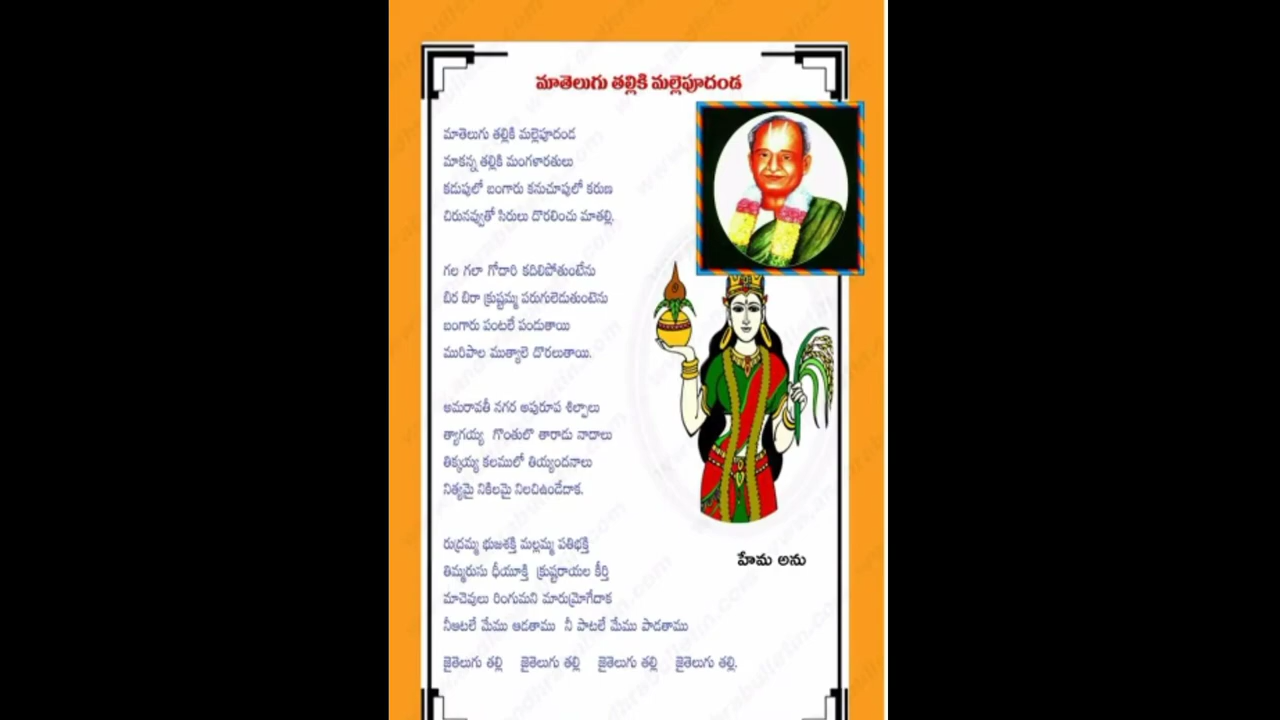 మాతెలుగు తల్లికి మల్లెపూదండ
మాతెలుగు తల్లికి మల్లెపూదండ
మాకన్న తల్లికి మంగళారతులు
కడుపులో బంగారు కనుచూపులో కరుణ
చిరునవ్వుతో సిరులు దొరలించు మాతల్లి.
గల గలా గోదారి కదిలిపోతుంటేను
బిర బిరా క్రుష్ణమ్మ పరుగులెడుతుంటెను
బంగారు పంటలే పండుతాయి
మురిపాల ముత్యాలె దొరలుతాయి.
అమరావతీ నగర అపురూప శిల్పాలు
త్యాగయ్య గొంతులొ తారాడు నాదాలు
తిక్కయ్య కలములో తియ్యందనాలు
నిత్యమై నికిలమై నిలచిఉండేదాక.
రుద్రమ్మ భుజశక్తి మల్లమ్మ పతిభక్తి
తిమ్మరుసు ధీయూక్తి క్రుష్ణరాయల కీర్తి
మాచెవులు రింగుమని మారుమ్రోగేదాక
నీఆటలే మేము ఆడతాము నీ పాటలే మేము పాడతాము
జైతెలుగు తల్లి జైతెలుగు తల్లి జైతెలుగు తల్లి జైతెలుగు తల్లి.
హేమ అను